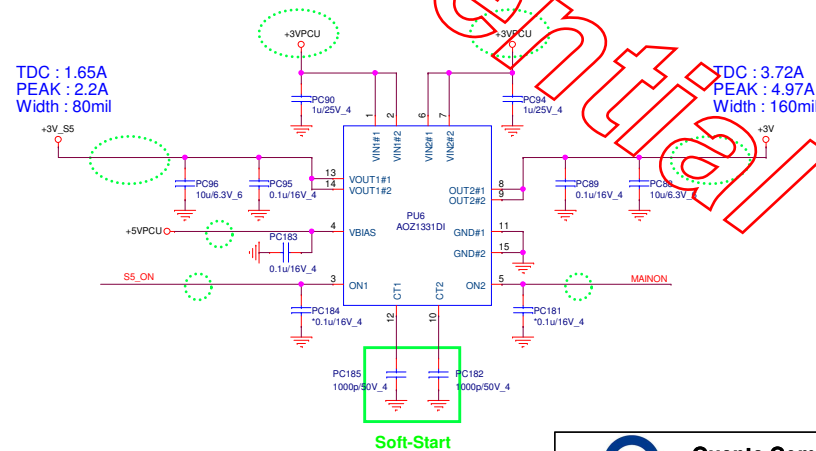 +3VPCU
+3VPCU
TDC : 1.65A
PEAK : 2.2A
Width : 80mil
TDC : 3.72A
PEAK : 4.97A
Width : 160mil
PC90
1u/25V_4
PC94
1u/25V_4
1
2
6
7
VIN1#1
VIN1#2
VIN2#1
VIN2#2
+3V_S5
+3V
13
14
VOUT1#1
VOUT1#2
8
9
OUT2#1
OUT2#2
PC96
10u/6.3V_6
PC95
0.1u/16V_4
PC89
0.1u/16V_4
10u/6.3V_6
PU6
AOZ1331DI
+5VPCU
4
VBIAS
11
GND#1
15
GND#2
PC183
0.1u/16V_4
S5_ON
3
ON1
5
ON2
MAINON
CT1
CT2
12
10
PC184
*0.1u/16V_4
PC181
*0.1u/16V_4
PC185
1000p/50V_4
PC182
1000p/50V_4
Soft-Start
ential